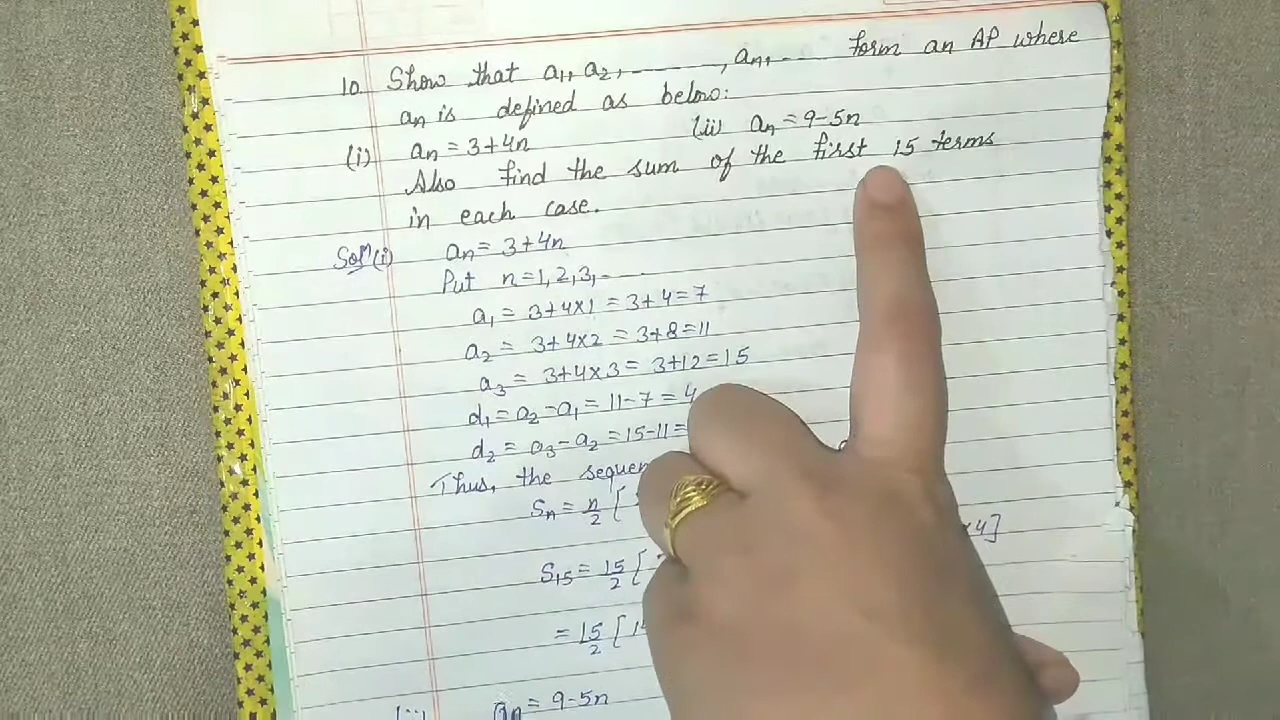 10 Show that a₁, a₂, ------, aₙ, --- form an AP where
aₙ is defined as below:
(i) aₙ = 3+4n (ii) aₙ = 9-5n
Also find the sum of the first 15 terms
in each case.
Solⁿ(i) aₙ = 3+4n
Put n=1, 2, 3, ---
a₁ = 3+4×1 = 3+4=7
a₂ = 3+4×2 = 3+8=11
a₃ = 3+4×3 = 3+12=15
d₁ = a₂-a₁ = 11-7 = 4
d₂ = a₃-a₂ = 15-11=
Thus, the
Sₙ = n/2 [
×4]
S₁₅ = 15/2 [
= 15/2 [
aₙ = 9-5n